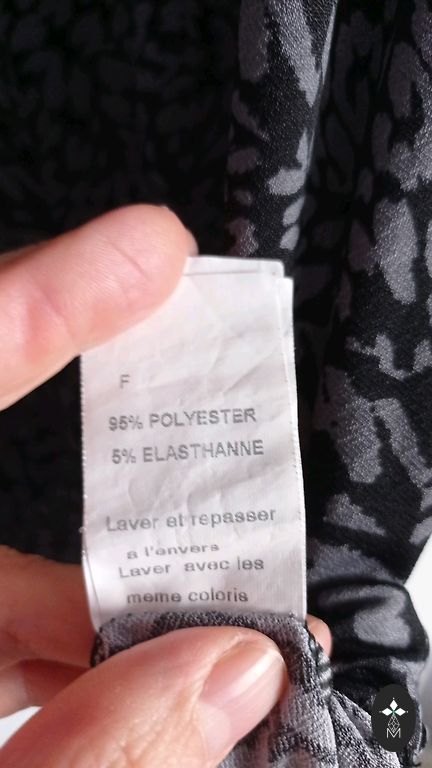 F
95% POLYESTER
5% ELASTHANNE
Laver et repasser
a l'envers
Laver avec les
meme coloris
M